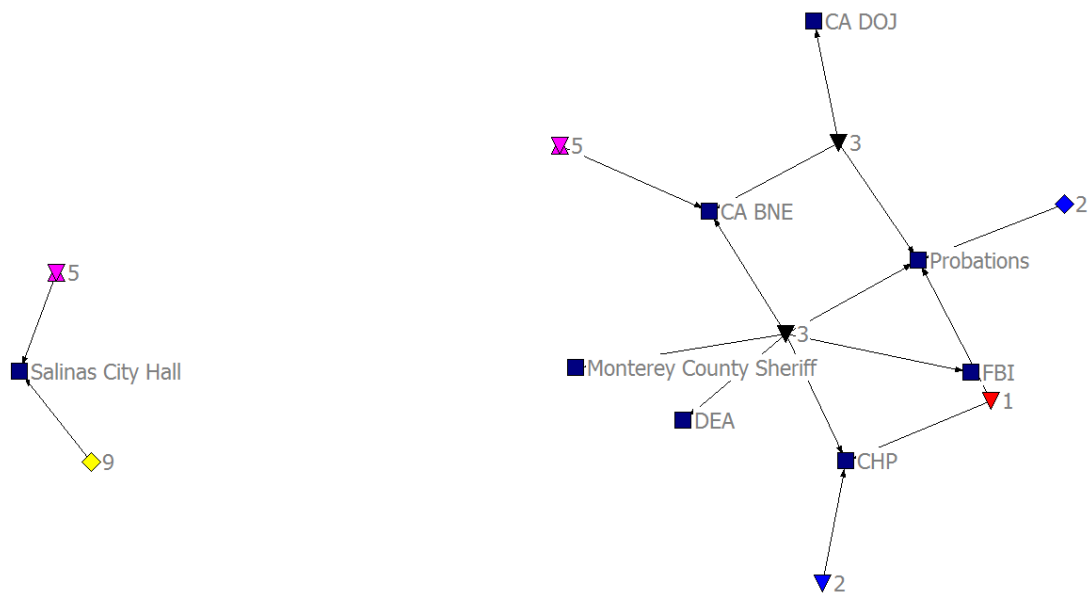 CA DOJ
3
5
2
CA BNE
Probations
5
3
Monterey County Sheriff
FBI
Salinas City Hall
1
DEA
CHP
9
2